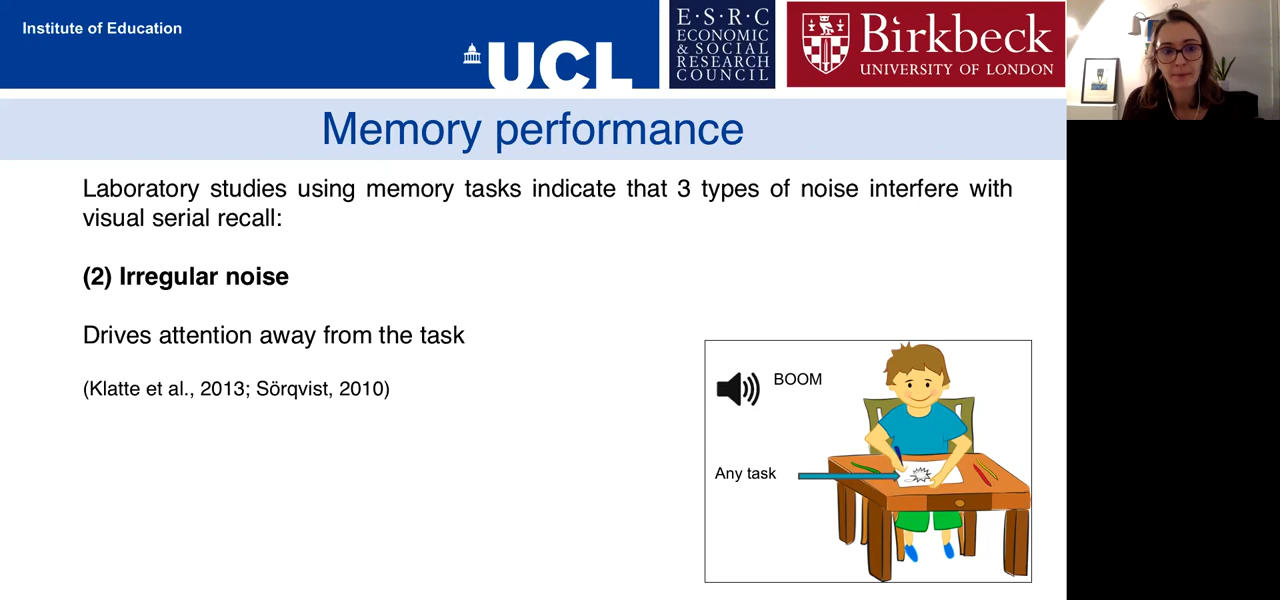 Institute of Education
UCL
E·S·R·C
ECONOMIC
& SOCIAL
RESEARCH
COUNCIL
Birkbeck
UNIVERSITY OF LONDON
Memory performance
Laboratory studies using memory tasks indicate that 3 types of noise interfere with
visual serial recall:
(2) Irregular noise
Drives attention away from the task
(Klatte et al., 2013; Sörqvist, 2010)
BOOM
Any task